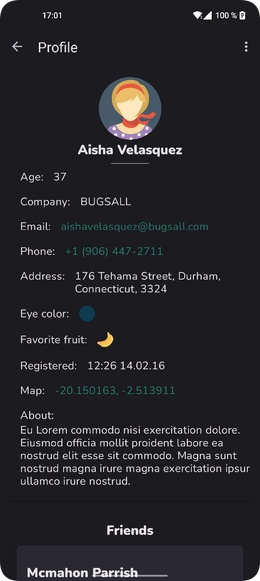 17:01
100 %
Profile
Aisha Velasquez
Age: 37
Company: BUGSALL
Email: aishavelasquez@bugsall.com
Phone: +1 (906) 447-2711
Address: 176 Tehama Street, Durham,
Connecticut, 3324
Eye color:
Favorite fruit:
Registered: 12:26 14.02.16
Map: -20.150163, -2.513911
About:
Eu Lorem commodo nisi exercitation dolore.
Eiusmod officia mollit proident labore ea
nostrud elit esse sit commodo. Magna sunt
nostrud magna irure magna exercitation ipsum
ullamco irure nostrud.
Friends
Mcmahon Parrish